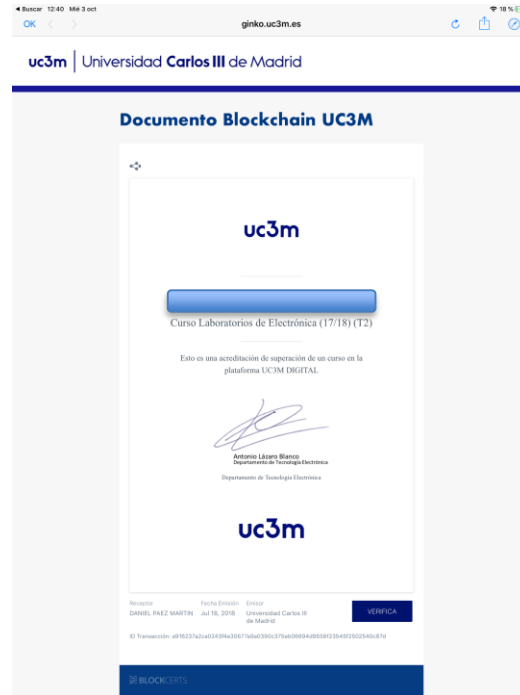 Buscar 12:40 Mié 3 oct 18 %
OK ginko.uc3m.es
uc3m Universidad Carlos III de Madrid
Documento Blockchain UC3M
uc3m
Curso Laboratorios de Electrónica (17/18) (T2)
Esto es una acreditación de superación de un curso en la
plataforma UC3M DIGITAL
Antonio Lázaro Blanco
Departamento de Tecnología Electrónica
Departamento de Tecnología Electrónica
uc3m
Receptor Fecha Emisión Emisor
DANIEL PAEZ MARTIN Jul 16, 2018 Universidad Carlos III
de Madrid
VERIFICA
ID Transacción:
BLOCKCERTS